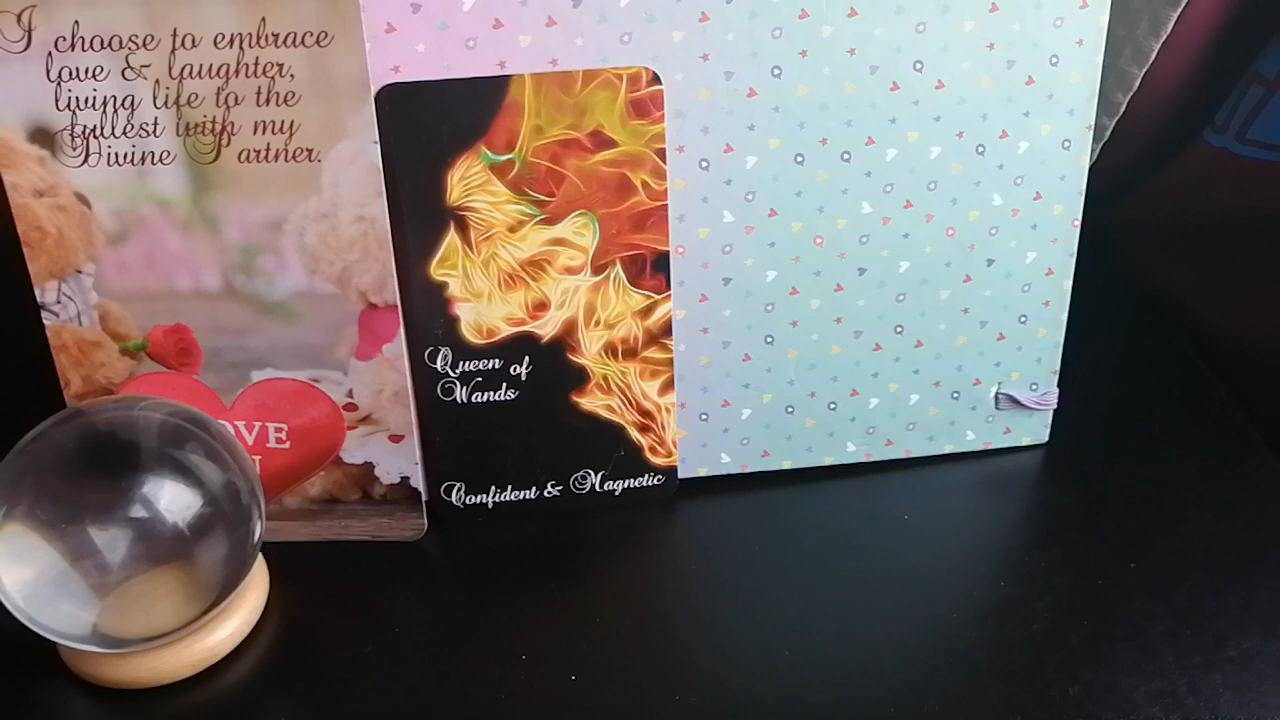 I choose to embrace
love & laughter,
living life to the
fullest with my
Divine Partner.
Queen of
Wands
Confident & Magnetic